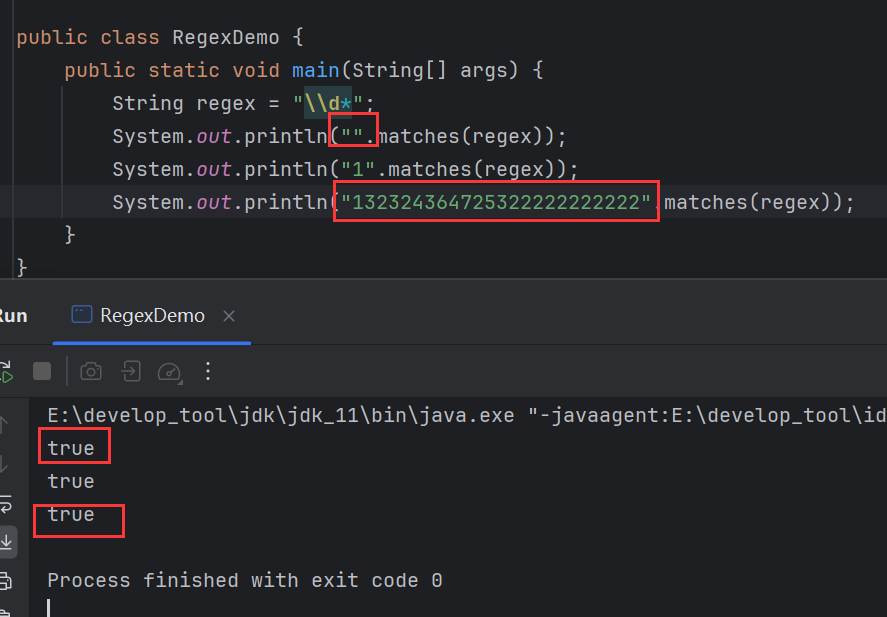 public class RegexDemo {
public static void main(String[] args) {
String regex = "\\d*";
System.out.println("".matches(regex));
System.out.println("1".matches(regex));
System.out.println("132324364725322222222222".matches(regex));
}
}
Run
RegexDemo
E:\develop_tool\jdk\jdk_11\bin\java.exe "-javaagent:E:\develop_tool\id
true
true
true
Process finished with exit code 0